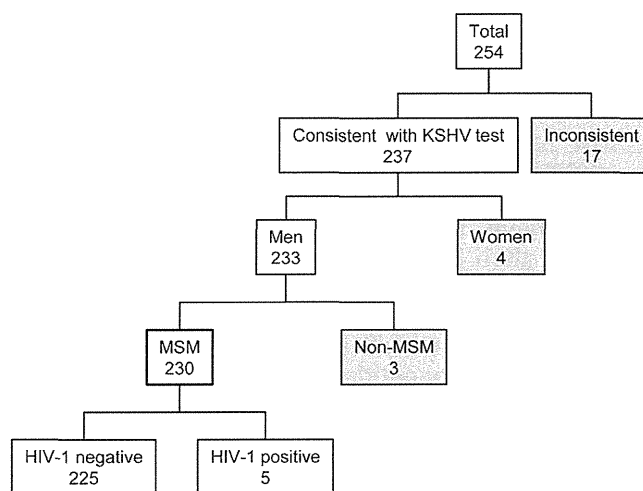 Total
254
Consistent with KSHV test
237
Inconsistent
17
Men
233
Women
4
MSM
230
Non-MSM
3
HIV-1 negative
225
HIV-1 positive
5